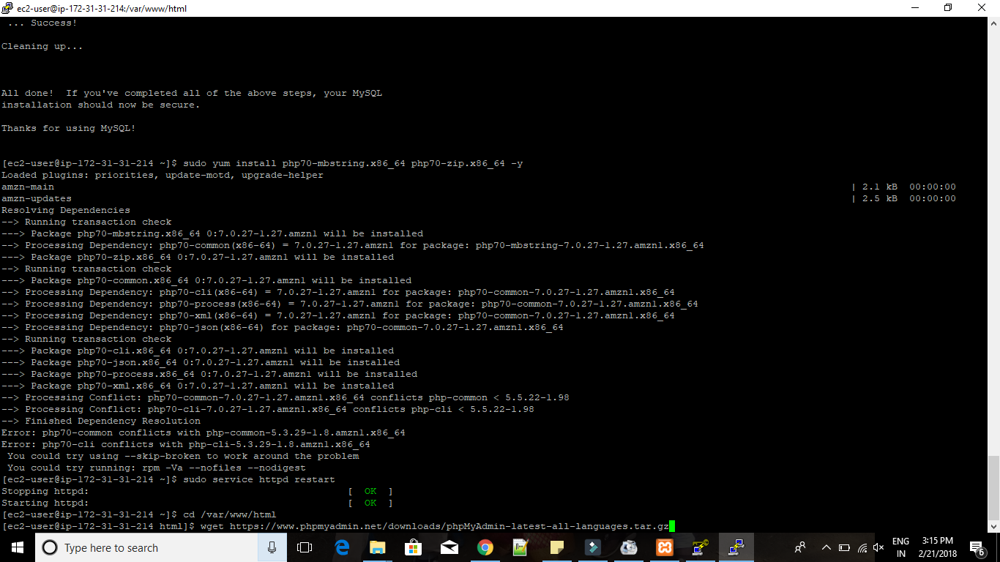 ec2-user@ip-172-31-31-214:/var/www/html
... Success!
Cleaning up...
All done!  If you've completed all of the above steps, your MySQL
installation should now be secure.
Thanks for using MySQL!
[ec2-user@ip-172-31-31-214 ~]$ sudo yum install php70-mbstring.x86_64 php70-zip.x86_64 -y
Loaded plugins: priorities, update-motd, upgrade-helper
amzn-main | 2.1 kB  00:00:00
amzn-updates | 2.5 kB  00:00:00
Resolving Dependencies
--> Running transaction check
---> Package php70-mbstring.x86_64 0:7.0.27-1.27.amzn1 will be installed
--> Processing Dependency: php70-common(x86-64) = 7.0.27-1.27.amzn1 for package: php70-mbstring-7.0.27-1.27.amzn1.x86_64
---> Package php70-zip.x86_64 0:7.0.27-1.27.amzn1 will be installed
--> Running transaction check
---> Package php70-common.x86_64 0:7.0.27-1.27.amzn1 will be installed
--> Processing Dependency: php70-cli(x86-64) = 7.0.27-1.27.amzn1 for package: php70-common-7.0.27-1.27.amzn1.x86_64
--> Processing Dependency: php70-process(x86-64) = 7.0.27-1.27.amzn1 for package: php70-common-7.0.27-1.27.amzn1.x86_64
--> Processing Dependency: php70-xml(x86-64) = 7.0.27-1.27.amzn1 for package: php70-common-7.0.27-1.27.amzn1.x86_64
--> Processing Dependency: php70-json(x86-64) for package: php70-common-7.0.27-1.27.amzn1.x86_64
--> Running transaction check
---> Package php70-cli.x86_64 0:7.0.27-1.27.amzn1 will be installed
---> Package php70-json.x86_64 0:7.0.27-1.27.amzn1 will be installed
---> Package php70-process.x86_64 0:7.0.27-1.27.amzn1 will be installed
---> Package php70-xml.x86_64 0:7.0.27-1.27.amzn1 will be installed
--> Processing Conflict: php70-common-7.0.27-1.27.amzn1.x86_64 conflicts php-common < 5.5.22-1.98
--> Processing Conflict: php70-cli-7.0.27-1.27.amzn1.x86_64 conflicts php-cli < 5.5.22-1.98
--> Finished Dependency Resolution
Error: php70-common conflicts with php-common-5.3.29-1.8.amzn1.x86_64
Error: php70-cli conflicts with php-cli-5.3.29-1.8.amzn1.x86_64
You could try using --skip-broken to work around the problem
You could try running: rpm -Va --nofiles --nodigest
[ec2-user@ip-172-31-31-214 ~]$ sudo service httpd restart
Stopping httpd: [  OK  ]
Starting httpd: [  OK  ]
[ec2-user@ip-172-31-31-214 ~]$ cd /var/www/html
[ec2-user@ip-172-31-31-214 html]$ wget https://www.phpmyadmin.net/downloads/phpMyAdmin-latest-all-languages.tar.gz
Type here to search
ENG
IN
3:15 PM
2/21/2018
6